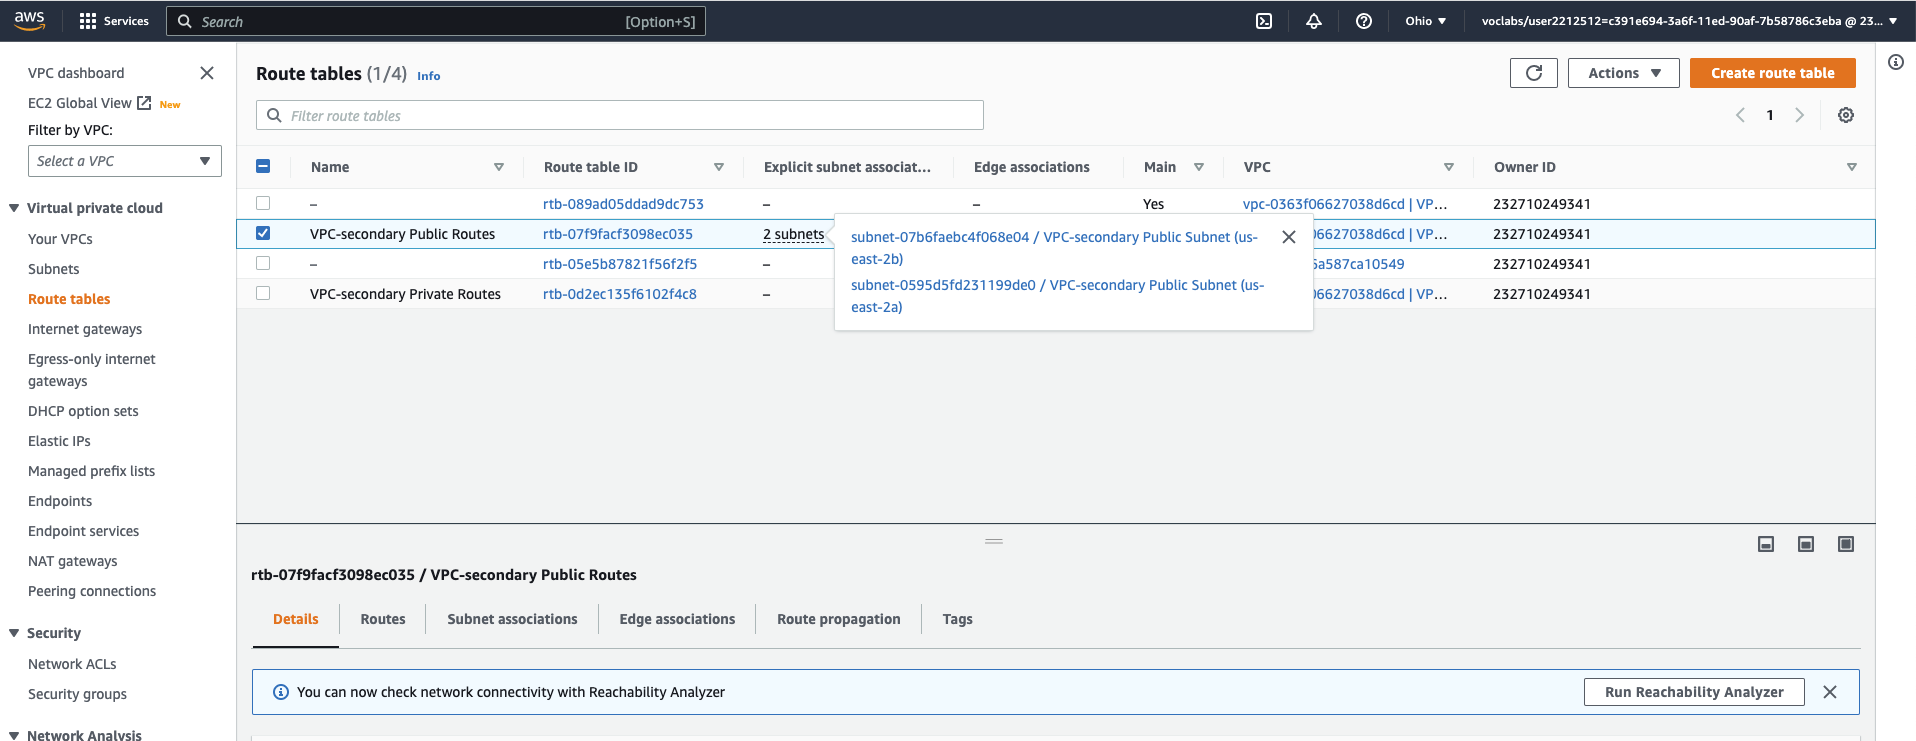 aws Services Search [Option+S] Ohio voclabs/user2212512=c391e694-3a6f-11ed-90af-7b58786c3eba @ 23...
VPC dashboard
EC2 Global View New
Filter by VPC:
Select a VPC
Virtual private cloud
Your VPCs
Subnets
Route tables
Internet gateways
Egress-only internet
gateways
DHCP option sets
Elastic IPs
Managed prefix lists
Endpoints
Endpoint services
NAT gateways
Peering connections
Security
Network ACLs
Security groups
Network Analysis
Route tables (1/4) Info
Actions
Create route table
Filter route tables
1
Name Route table ID Explicit subnet associat... Edge associations Main VPC Owner ID
– rtb-089ad05ddad9dc753 – – Yes vpc-0363f06627038d6cd | VP... 232710249341
VPC-secondary Public Routes rtb-07f9facf3098ec035 2 subnets 06627038d6cd | VP... 232710249341
– rtb-05e5b87821f56f2f5 – 6a587ca10549 232710249341
VPC-secondary Private Routes rtb-0d2ec135f6102f4c8 – 06627038d6cd | VP... 232710249341
subnet-07b6faebc4f068e04 / VPC-secondary Public Subnet (us-
east-2b)
subnet-0595d5fd231199de0 / VPC-secondary Public Subnet (us-
east-2a)
rtb-07f9facf3098ec035 / VPC-secondary Public Routes
Details Routes Subnet associations Edge associations Route propagation Tags
You can now check network connectivity with Reachability Analyzer
Run Reachability Analyzer